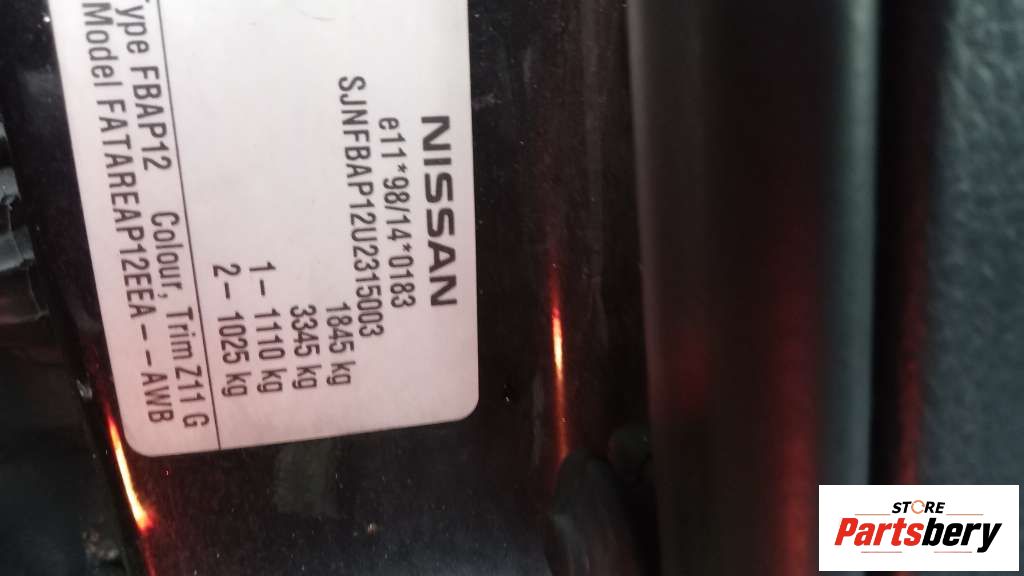 NISSAN
e11*98/14*0183
SJNFBAP12U2315003
1845 kg
3345 kg
1– 1110 kg
2– 1025 kg
Type FBAP12 Colour, Trim Z11 G
Model FATAREAP12EEA--AWB
STORE
Partsbery